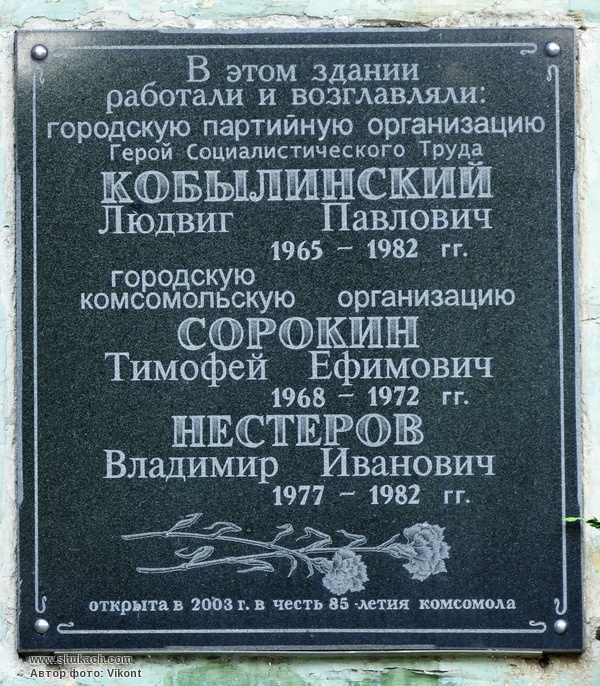 В этом здании
работали и возглавляли:
городскую партийную организацию
Герой Социалистического Труда
КОБЫЛИНСКИЙ
Людвиг Павлович
1965 – 1982 гг.
городскую
комсомольскую организацию
СОРОКИН
Тимофей Ефимович
1968 – 1972 гг.
НЕСТЕРОВ
Владимир Иванович
1977 – 1982 гг.
открыта в 2003 г. в честь 85-летия комсомола
www.shukach.com
Автор фото: Vikont